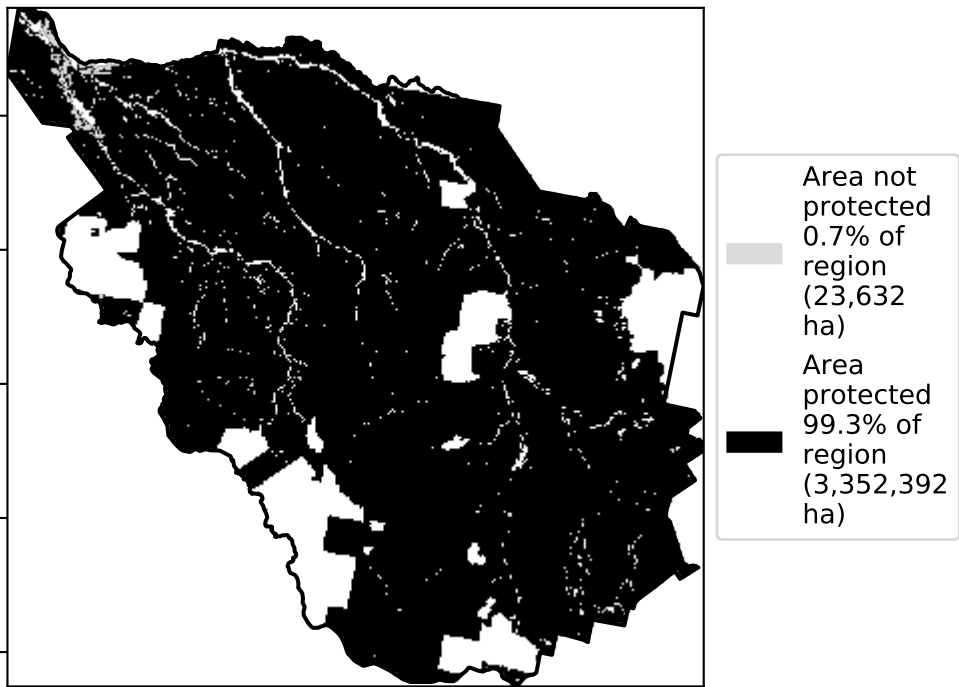 Area not
protected
0.7% of
region
(23,632
ha)
Area
protected
99.3% of
region
(3,352,392
ha)